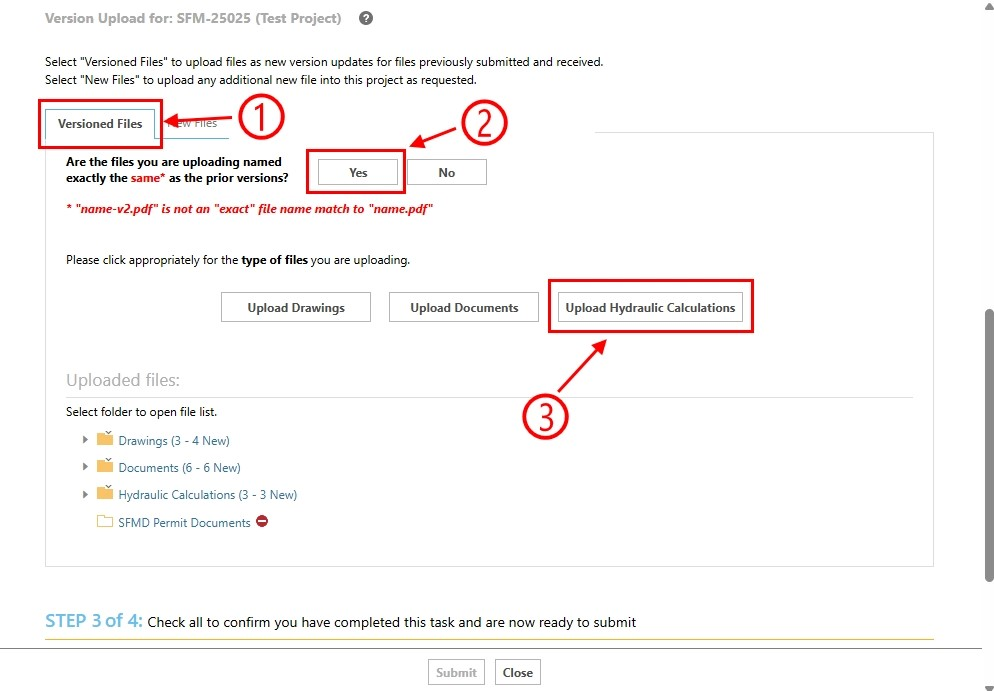 Version Upload for: SFM-25025 (Test Project) ?
Select "Versioned Files" to upload files as new version updates for files previously submitted and received.
Select "New Files" to upload any additional new file into this project as requested.
Versioned Files
New Files
1
2
Are the files you are uploading named
exactly the same* as the prior versions?
Yes
No
* "name-v2.pdf" is not an "exact" file name match to "name.pdf"
Please click appropriately for the type of files you are uploading.
Upload Drawings
Upload Documents
Upload Hydraulic Calculations
3
Uploaded files:
Select folder to open file list.
Drawings (3 - 4 New)
Documents (6 - 6 New)
Hydraulic Calculations (3 - 3 New)
SFMD Permit Documents
STEP 3 of 4: Check all to confirm you have completed this task and are now ready to submit
Submit
Close